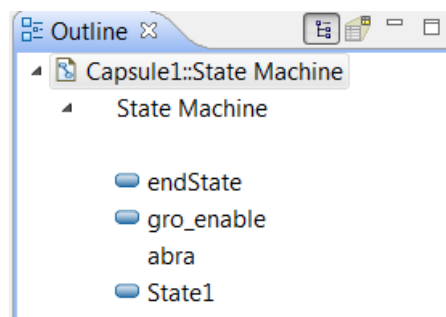 Outline
Capsule1::State Machine
State Machine
endState
gro_enable
abra
State1